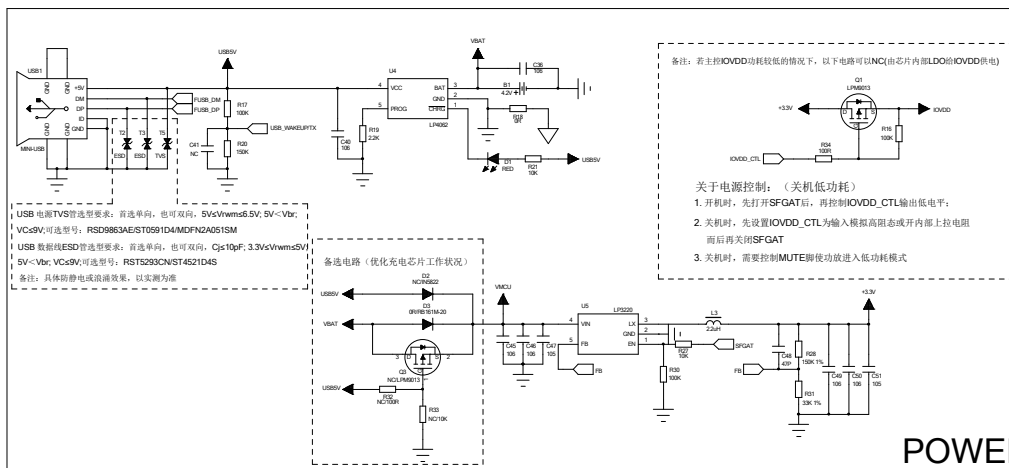 USB1
GND
GND
+5V
DM
DP
ID
GND
GND
GND
MINI-USB
FUSB_DM
FUSB_DP
T2
T3
T5
ESD
ESD
TVS
USB5V
R17
100K
USB_WAKEUP/TX
C41
NC
R20
150K
USB 电源TVS管选型要求：首选单向，也可双向，5V≤Vrwm≤6.5V; 5V＜Vbr;
VC≤9V;可选型号：RSD9863AE/ST0591D4/MDFN2A051SM
USB 数据线ESD管选型要求：首选单向，也可双向，Cj≤10pF; 3.3V≤Vrwm≤5V
5V＜Vbr; VC≤9V;可选型号：RST5293CN/ST4521D4S
备注：具体防静电或浪涌效果，以实测为准
C40
106
R19
2.2K
U4
4
VCC
5
PROG
BAT
3
GND
2
CHRG
1
LP4062
VBAT
C36
106
B1
4.2V
R18
0R
D1
RED
R21
10K
USB5V
备注：若主控IOVDD功耗较低的情况下，以下电路可以NC(由芯片内部LDO给IOVDD供电)
Q1
LPM9013
+3.3V
D
S
G
IOVDD
R16
100K
IOVDD_CTL
R34
100R
关于电源控制：（关机低功耗）
1. 开机时，先打开SFGAT后，再控制IOVDD_CTL输出低电平；
2. 关机时，先设置IOVDD_CTL为输入模拟高阻态或开内部上拉电阻
而后再关闭SFGAT
3. 关机时，需要控制MUTE脚使功放进入低功耗模式
备选电路（优化充电芯片工作状况）
D2
NC/IN5822
USB5V
D3
0R/RB161M-20
VBAT
3
D
S
2
G
1
Q3
NC/LPM9013
USB5V
R32
NC/100R
R33
NC/10K
VMCU
C45
106
C46
106
C47
105
U5
LP3220
4
VIN
5
FB
LX
3
GND
2
EN
1
FB
L3
2.2uH
R27
10K
SFGAT
R30
100K
+3.3V
C48
47P
R28
150K 1%
FB
R31
33K 1%
C49
106
C50
106
C51
105